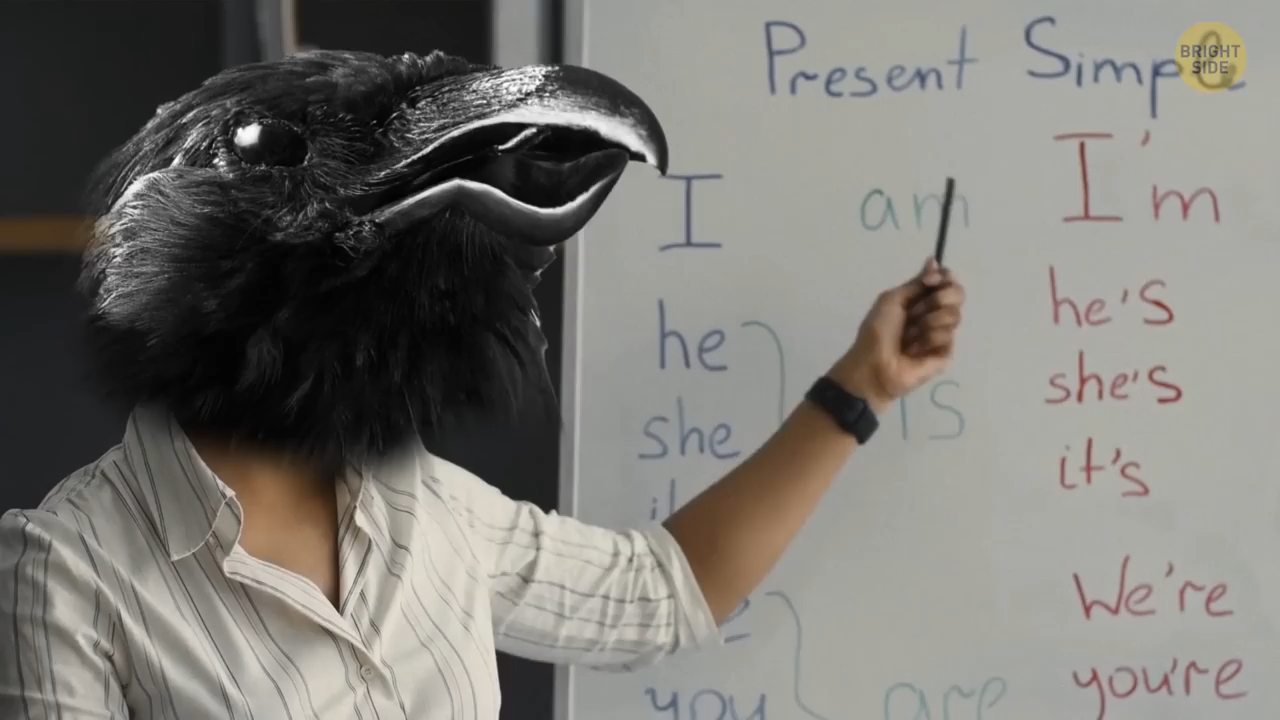 BRIGHT
SIDE
Present Simple
I am I'm
he he's
is
she she's
it's
We're
you are you're